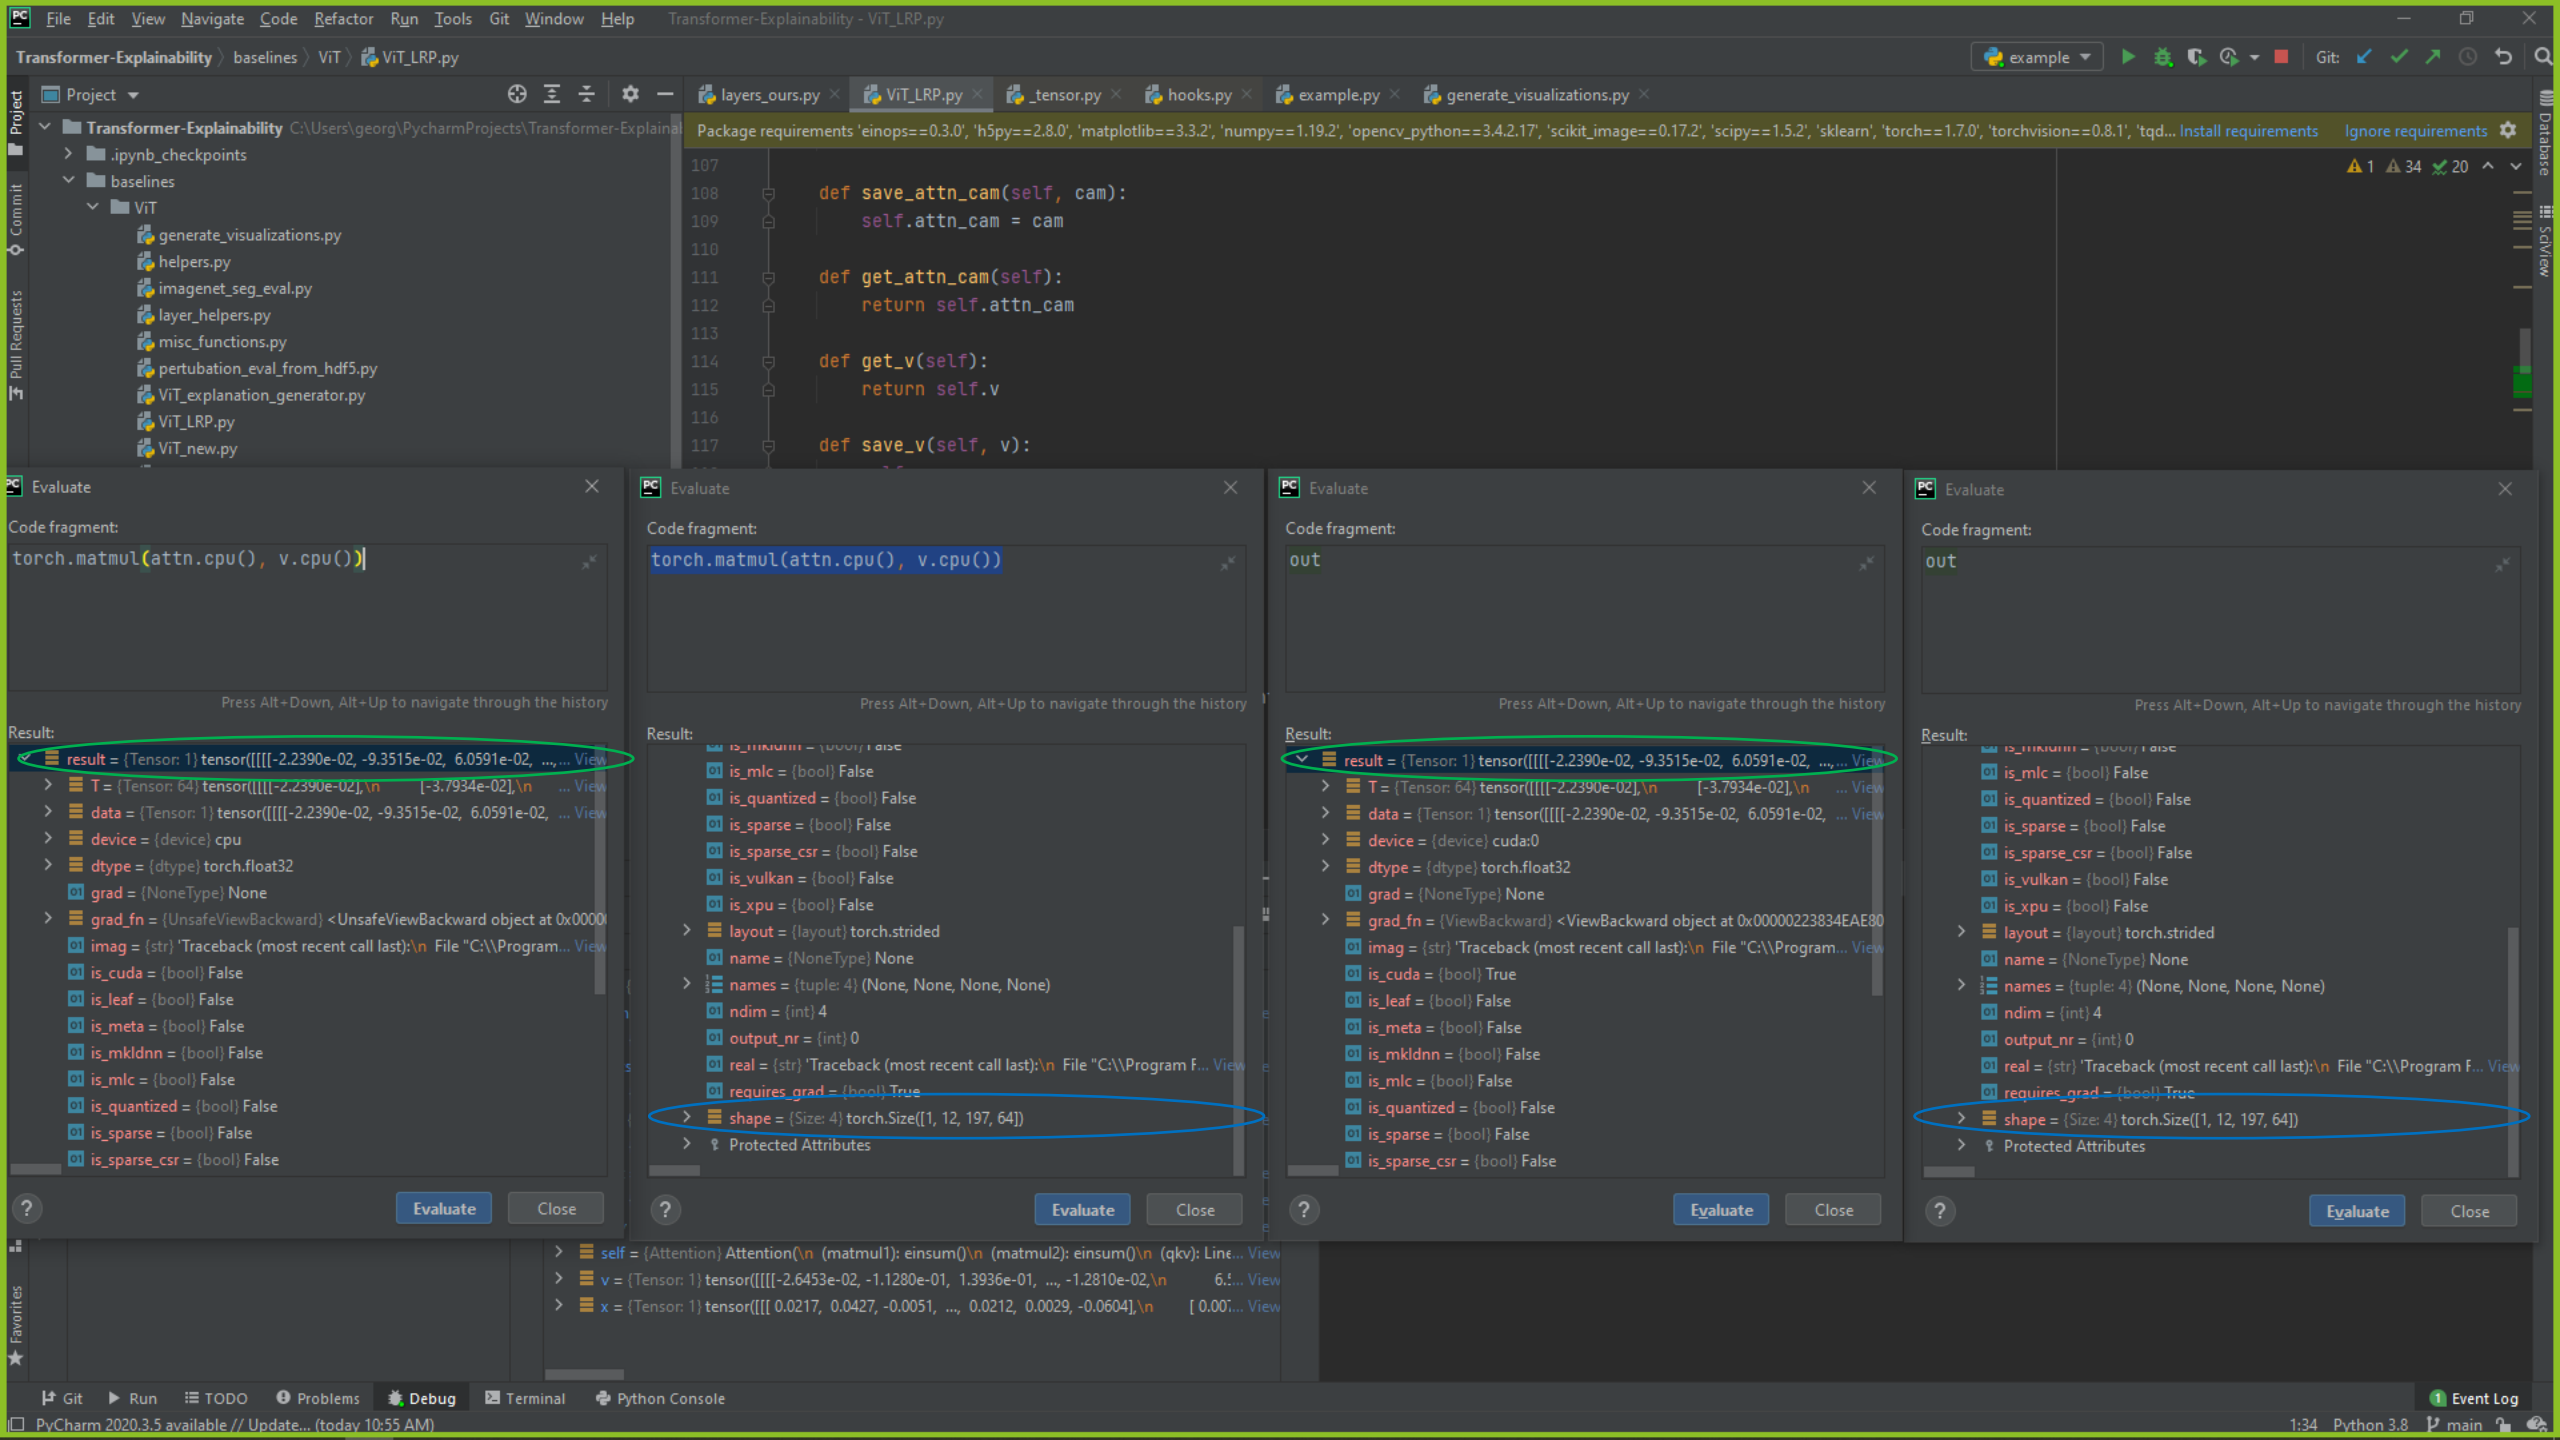 PC File Edit View Navigate Code Refactor Run Tools Git Window Help Transformer-Explainability - ViT_LRP.py
Transformer-Explainability baselines ViT ViT_LRP.py example Git:
Project layers_ours.py ViT_LRP.py _tensor.py hooks.py example.py generate_visualizations.py
Transformer-Explainability C:\Users\georg\PycharmProjects\Transformer-Explainal
Package requirements 'einops==0.3.0', 'h5py==2.8.0', 'matplotlib==3.3.2', 'numpy==1.19.2', 'opencv_python==3.4.2.17', 'scikit_image==0.17.2', 'scipy==1.5.2', 'sklearn', 'torch==1.7.0', 'torchvision==0.8.1', 'tqd... Install requirements Ignore requirements
.ipynb_checkpoints
baselines
ViT
generate_visualizations.py
helpers.py
imagenet_seg_eval.py
layer_helpers.py
misc_functions.py
pertubation_eval_from_hdf5.py
ViT_explanation_generator.py
ViT_LRP.py
ViT_new.py
Project
Commit
Pull Requests
Favorites
Database
SciView
1 34 20
107
108 def save_attn_cam(self, cam):
109 self.attn_cam = cam
110
111 def get_attn_cam(self):
112 return self.attn_cam
113
114 def get_v(self):
115 return self.v
116
117 def save_v(self, v):
PC Evaluate
Code fragment:
torch.matmul(attn.cpu(), v.cpu())
Press Alt+Down, Alt+Up to navigate through the history
Result:
result = {Tensor: 1} tensor([[[[-2.2390e-02, -9.3515e-02, 6.0591e-02, ...,... View
T = {Tensor: 64} tensor([[[[-2.2390e-02],\n [-3.7934e-02],\n ... View
data = {Tensor: 1} tensor([[[[-2.2390e-02, -9.3515e-02, 6.0591e-02, ... View
device = {device} cpu
dtype = {dtype} torch.float32
grad = {NoneType} None
grad_fn = {UnsafeViewBackward} <UnsafeViewBackward object at 0x0000
imag = {str} 'Traceback (most recent call last):\n File "C:\\Program... View
is_cuda = {bool} False
is_leaf = {bool} False
is_meta = {bool} False
is_mkldnn = {bool} False
is_mlc = {bool} False
is_quantized = {bool} False
is_sparse = {bool} False
is_sparse_csr = {bool} False
? Evaluate Close
PC Evaluate
Code fragment:
torch.matmul(attn.cpu(), v.cpu())
Press Alt+Down, Alt+Up to navigate through the history
Result:
is_mkldnn = {bool} False
is_mlc = {bool} False
is_quantized = {bool} False
is_sparse = {bool} False
is_sparse_csr = {bool} False
is_vulkan = {bool} False
is_xpu = {bool} False
layout = {layout} torch.strided
name = {NoneType} None
names = {tuple: 4} (None, None, None, None)
ndim = {int} 4
output_nr = {int} 0
real = {str} 'Traceback (most recent call last):\n File "C:\\Program F... View
requires_grad = {bool} True
shape = {Size: 4} torch.Size([1, 12, 197, 64])
Protected Attributes
? Evaluate Close
PC Evaluate
Code fragment:
out
Press Alt+Down, Alt+Up to navigate through the history
Result:
result = {Tensor: 1} tensor([[[[-2.2390e-02, -9.3515e-02, 6.0591e-02, ...,... View
T = {Tensor: 64} tensor([[[[-2.2390e-02],\n [-3.7934e-02],\n ... View
data = {Tensor: 1} tensor([[[[-2.2390e-02, -9.3515e-02, 6.0591e-02, ... View
device = {device} cuda:0
dtype = {dtype} torch.float32
grad = {NoneType} None
grad_fn = {ViewBackward} <ViewBackward object at 0x00000223834EAE80
imag = {str} 'Traceback (most recent call last):\n File "C:\\Program... View
is_cuda = {bool} True
is_leaf = {bool} False
is_meta = {bool} False
is_mkldnn = {bool} False
is_mlc = {bool} False
is_quantized = {bool} False
is_sparse = {bool} False
is_sparse_csr = {bool} False
? Evaluate Close
PC Evaluate
Code fragment:
out
Press Alt+Down, Alt+Up to navigate through the history
Result:
is_mkldnn = {bool} False
is_mlc = {bool} False
is_quantized = {bool} False
is_sparse = {bool} False
is_sparse_csr = {bool} False
is_vulkan = {bool} False
is_xpu = {bool} False
layout = {layout} torch.strided
name = {NoneType} None
names = {tuple: 4} (None, None, None, None)
ndim = {int} 4
output_nr = {int} 0
real = {str} 'Traceback (most recent call last):\n File "C:\\Program F... View
requires_grad = {bool} True
shape = {Size: 4} torch.Size([1, 12, 197, 64])
Protected Attributes
? Evaluate Close
self = {Attention} Attention(\n (matmul1): einsum()\n (matmul2): einsum()\n (qkv): Line... View
v = {Tensor: 1} tensor([[[[-2.6453e-02, -1.1280e-01, 1.3936e-01, ..., -1.2810e-02,\n 6.5... View
x = {Tensor: 1} tensor([[[ 0.0217, 0.0427, -0.0051, ..., 0.0212, 0.0029, -0.0604],\n [ 0.007... View
Git Run TODO Problems Debug Terminal Python Console 1 Event Log
PyCharm 2020.3.5 available // Update... (today 10:55 AM) 1:34 Python 3.8 main